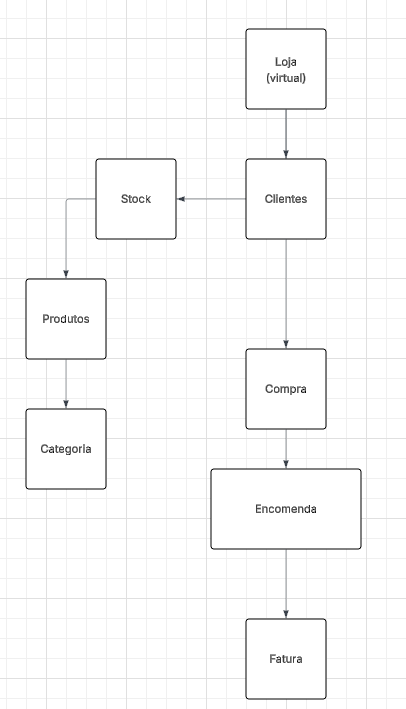 Loja
(virtual)
Stock
Clientes
Produtos
Compra
Categoria
Encomenda
Fatura